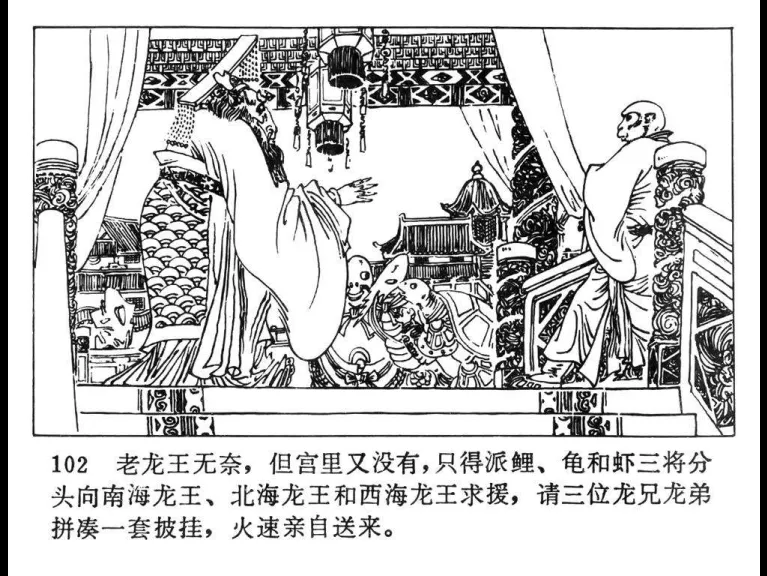 102 老龙王无奈，但宫里又没有，只得派鲤、龟和虾三将分
头向南海龙王、北海龙王和西海龙王求援，请三位龙兄龙弟
拼凑一套披挂，火速亲自送来。